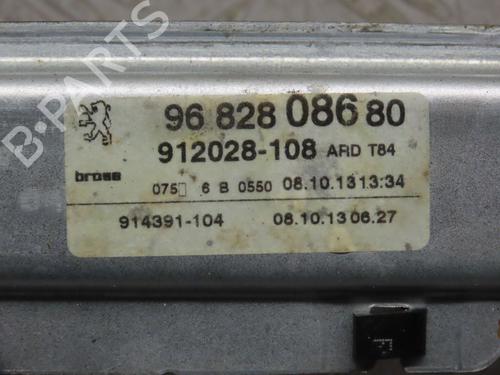 96 828 086 80
912028-108 ARD T84
brose
075 6 B 0550 08.10.13 13:34
914391-104 08.10.13 06.27
B-PARTS